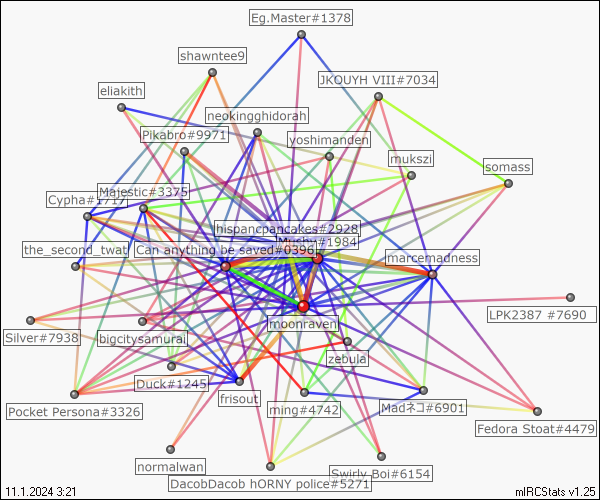 Eg.Master#1378
shawntee9
JKOUYH VIII#7034
eliakith
neokingghidorah
Pikabro#9971
yoshimanden
mukszi
somass
Majestic#3375
Cypha#1717
hispancpancakes#2928
Mushy#1984
the_second_twat
Can anything be saved#0396
marcemadness
LPK2387 #7690
moonraven
Silver#7938
bigcitysamurai
zebula
Duck#1245
frisout
Pocket Persona#3326
ming#4742
Madネコ#6901
Fedora Stoat#4479
normalwan
Swirly Boi#6154
DacobDacob hORNY police#5271
11.1.2024 3:21
mIRCStats v1.25